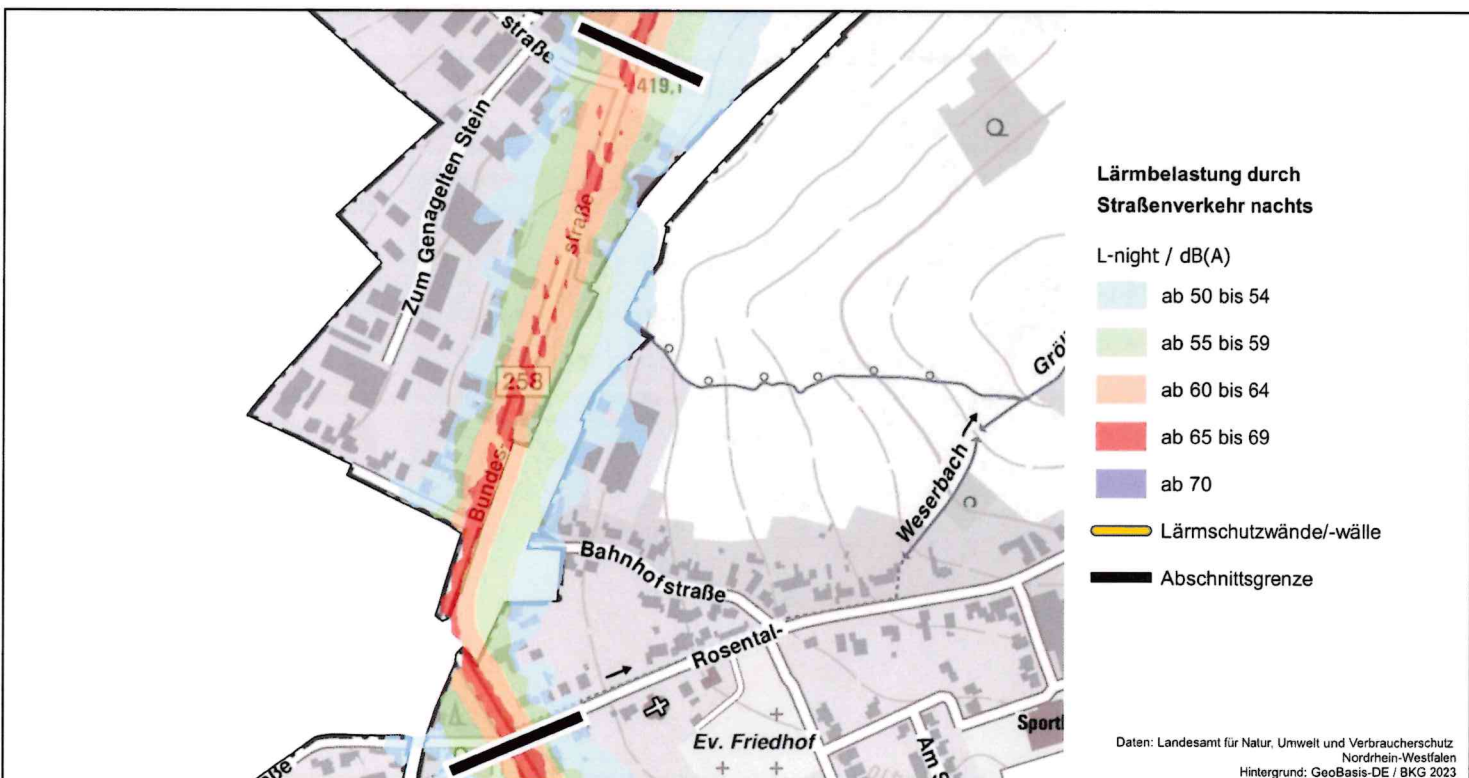 straße
419,1
Zum Genagelten Stein
straße
258
Bundes-
Bahnhofstraße
Weserbach
Rosental-
Ev. Friedhof
Am
Lärmbelastung durch
Straßenverkehr nachts
L-night / dB(A)
ab 50 bis 54
ab 55 bis 59
ab 60 bis 64
ab 65 bis 69
ab 70
Lärmschutzwände/-wälle
Abschnittsgrenze
Daten: Landesamt für Natur, Umwelt und Verbraucherschutz
Nordrhein-Westfalen
Hintergrund: GeoBasis-DE / BKG 2023